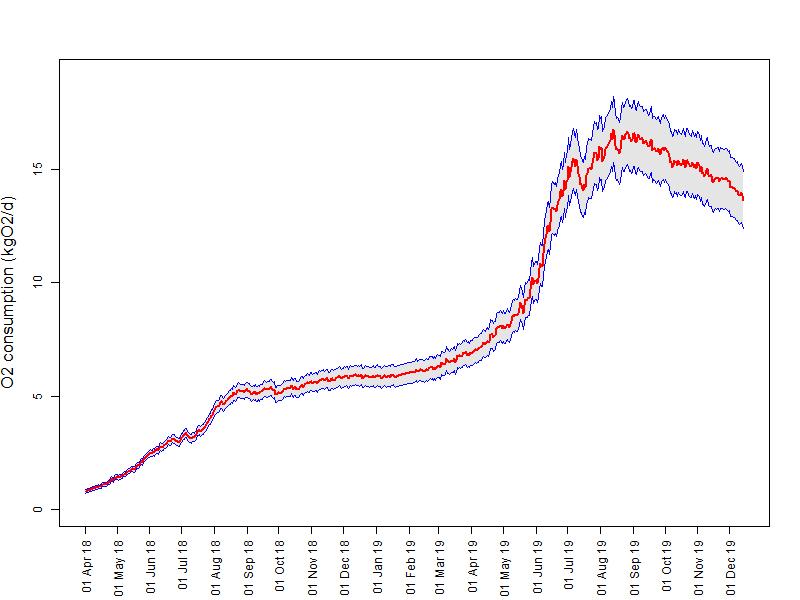 O2 consumption (kgO2/d)
15
10
5
0
01 Apr 18
01 May 18
01 Jun 18
01 Jul 18
01 Aug 18
01 Sep 18
01 Oct 18
01 Nov 18
01 Dec 18
01 Jan 19
01 Feb 19
01 Mar 19
01 Apr 19
01 May 19
01 Jun 19
01 Jul 19
01 Aug 19
01 Sep 19
01 Oct 19
01 Nov 19
01 Dec 19